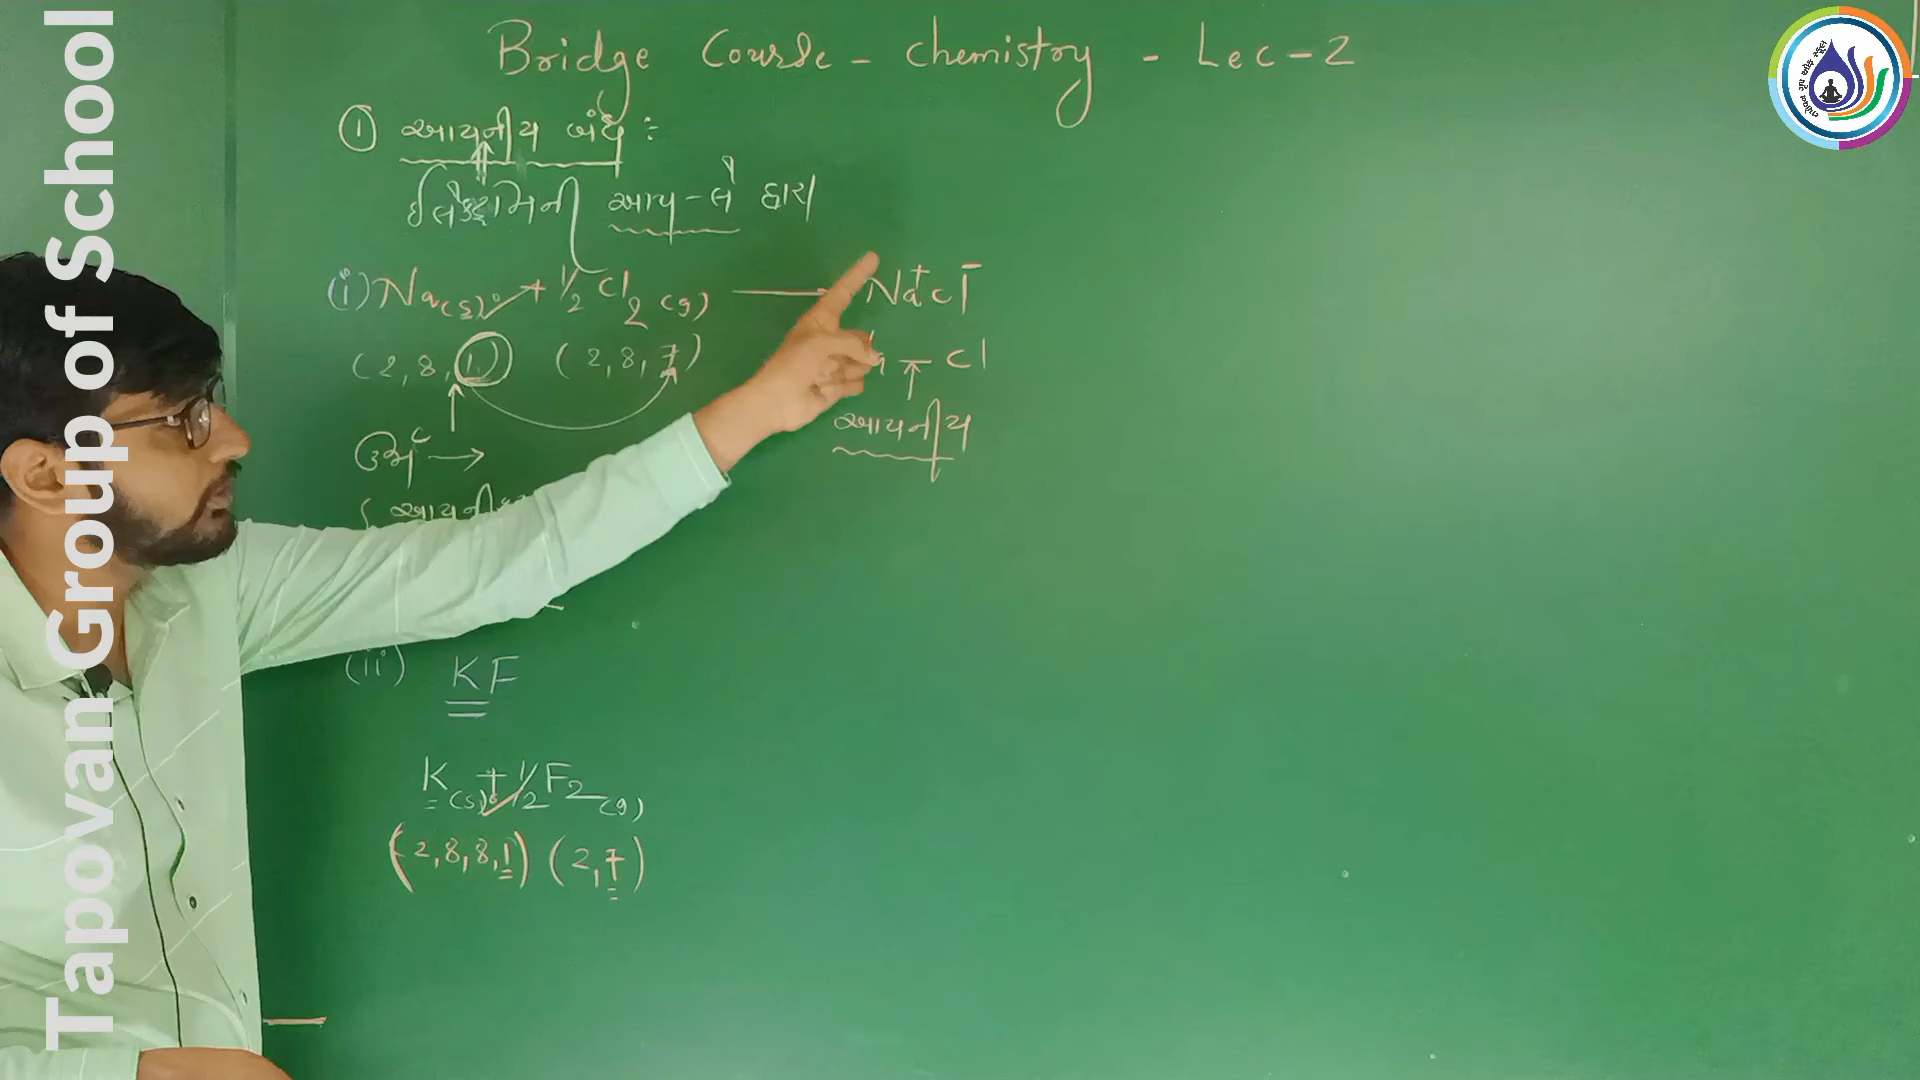 Bridge Course - Chemistry - Lec - 2
① આયનીય બંધ :
ઈલેક્ટ્રોનની આપ-લે દ્વારા
(i) Na(s) + 1/2 Cl2 (g) ⟶ Na⁺Cl⁻
(2, 8, 1) (2, 8, 7) – Cl
↑
આયનીય
ઊર્જા →
(ii) KF
K(s) + 1/2 F2 (g)
(2,8,8,1) (2,7)
Tapovan Group of School